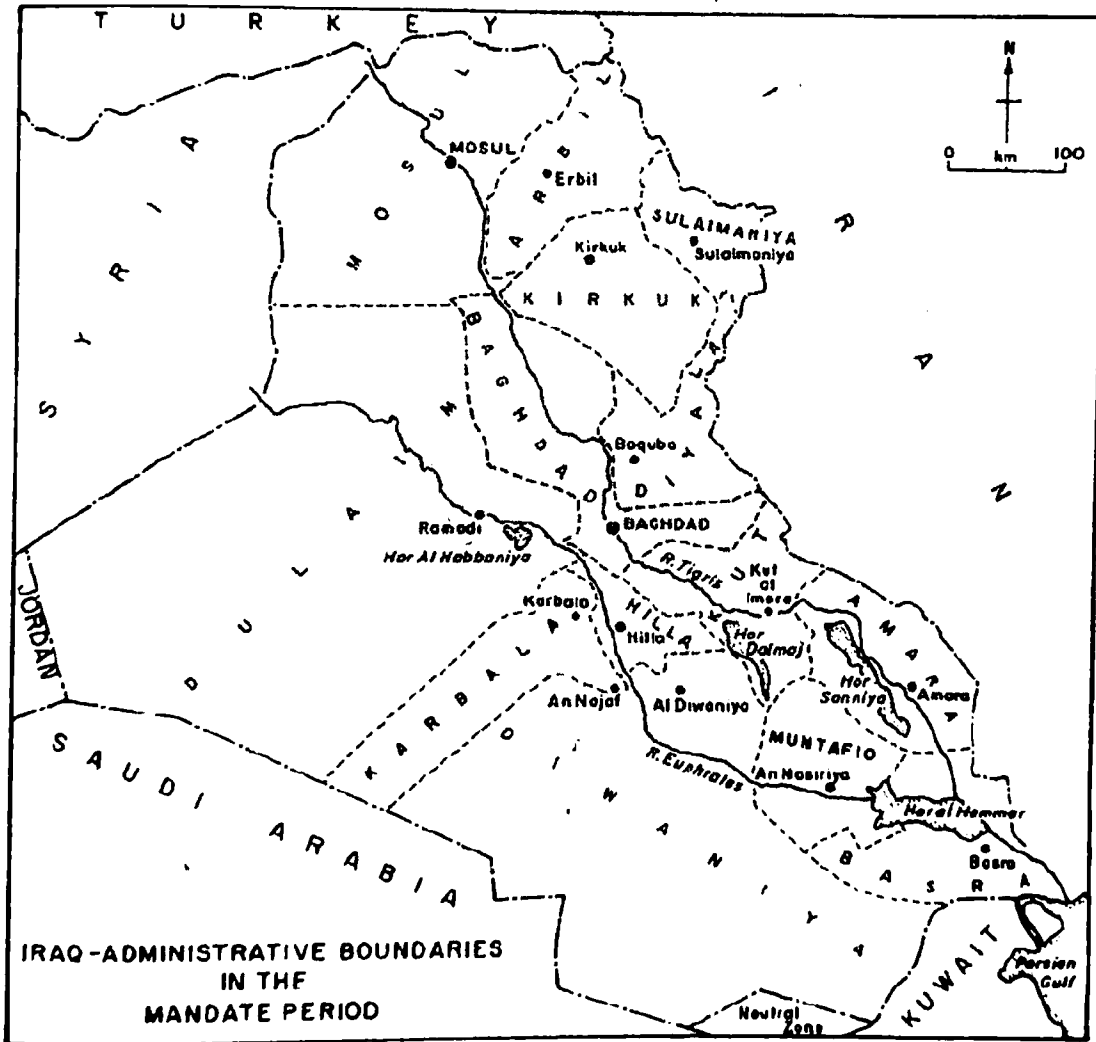 TURKEY
N
0 km 100
MOSUL
MOSUL
ARBIL
Erbil
SYRIA
SULAIMANIYA
Sulaimaniya
Kirkuk
KIRKUK
IRAN
BAGHDAD
DIYALA
Baquba
DULAIM
Ramadi
BAGHDAD
Hor Al Habbaniya
R. Tigris
KUT
Kut al Imara
AMARA
JORDAN
Karbala
KARBALA
HILLA
Hilla
Hor Dalmaj
Hor Sanniya
Amara
An Najaf
Al Diwaniya
DIWANIYA
MUNTAFIQ
R. Euphrates
An Nasiriya
Hor al Hammar
SAUDI ARABIA
Basra
BASRA
KUWAIT
Persian
Gulf
Neutral
Zone
IRAQ-ADMINISTRATIVE BOUNDARIES
IN THE
MANDATE PERIOD